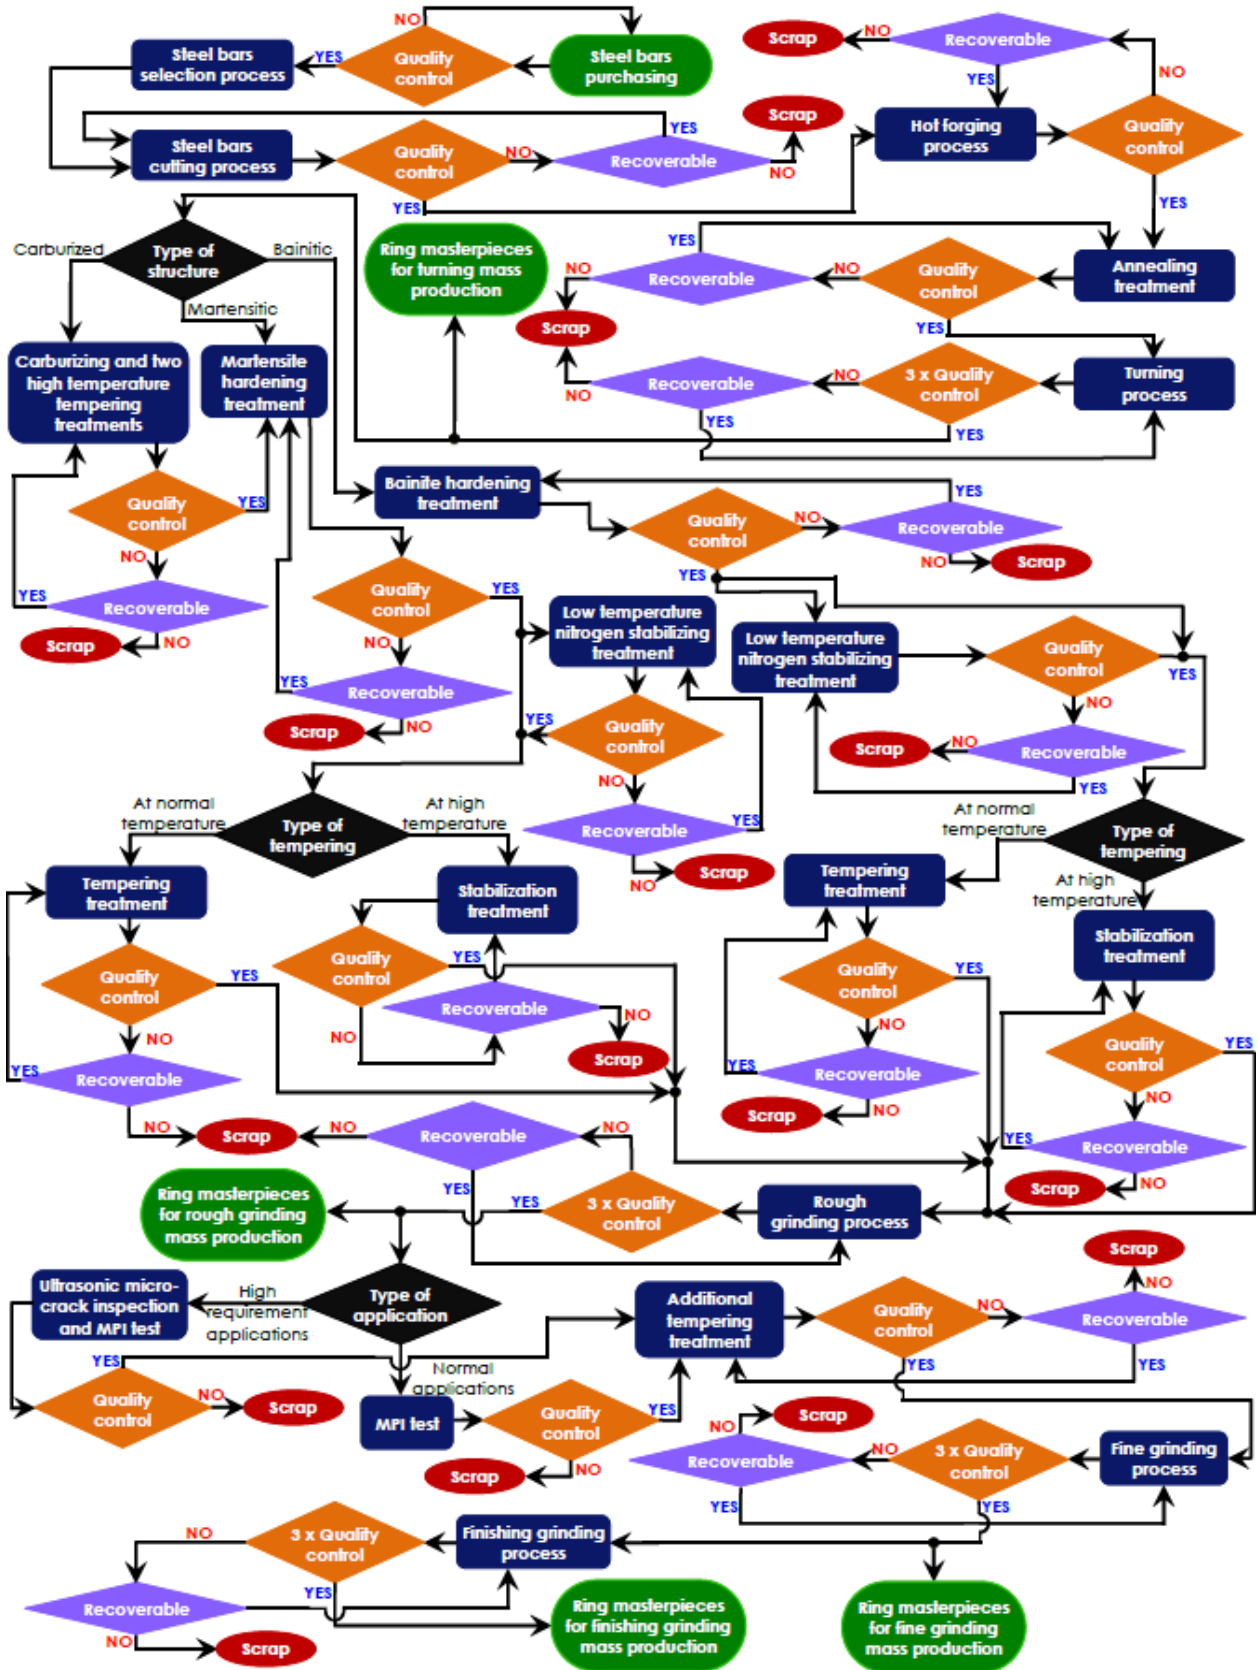 NO
Steel bars
selection process
YES
Quality
control
Steel bars
purchasing
Scrap
NO
Recoverable
YES
NO
Steel bars
cutting process
Quality
control
NO
YES
Recoverable
Scrap
NO
YES
Hot forging
process
Quality
control
YES
Carburized
Type of
structure
Bainitic
Martensitic
Ring masterpieces
for turning mass
production
YES
NO
Recoverable
NO
Quality
control
YES
Annealing
treatment
Scrap
NO
Recoverable
YES
NO
3 x Quality
control
YES
Turning
process
Carburizing and two
high temperature
tempering
treatments
Martensite
hardening
treatment
Quality
control
YES
NO
YES
Recoverable
Scrap
NO
Bainite hardening
treatment
Quality
control
NO
YES
YES
Recoverable
NO
Scrap
Quality
control
YES
NO
YES
Recoverable
Scrap
NO
Low temperature
nitrogen stabilizing
treatment
YES
Quality
control
NO
Recoverable
YES
NO
Scrap
Low temperature
nitrogen stabilizing
treatment
Quality
control
YES
NO
Scrap
NO
Recoverable
YES
At normal
temperature
Type of
tempering
At high
temperature
Tempering
treatment
Quality
control
YES
NO
YES
Recoverable
NO
Stabilization
treatment
Quality
control
YES
NO
Recoverable
NO
Scrap
At normal
temperature
Type of
tempering
At high
temperature
Tempering
treatment
Quality
control
YES
NO
YES
Recoverable
Scrap
NO
Stabilization
treatment
Quality
control
YES
NO
YES
Recoverable
Scrap
NO
Scrap
NO
Recoverable
NO
YES
Ring masterpieces
for rough grinding
mass production
YES
3 x Quality
control
Rough
grinding process
Ultrasonic micro-
crack inspection
and MPI test
High
requirement
applications
Type of
application
Normal
applications
YES
Quality
control
NO
Scrap
MPI test
Quality
control
YES
Scrap
NO
Additional
tempering
treatment
Quality
control
NO
YES
Scrap
NO
Recoverable
YES
NO
Scrap
Recoverable
YES
NO
3 x Quality
control
YES
Fine grinding
process
NO
3 x Quality
control
YES
Finishing grinding
process
Recoverable
NO
Scrap
Ring masterpieces
for finishing grinding
mass production
Ring masterpieces
for fine grinding
mass production